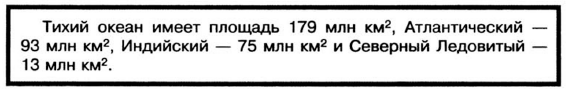 Тихий океан имеет площадь 179 млн км², Атлантический —
93 млн км², Индийский — 75 млн км² и Северный Ледовитый —
13 млн км².